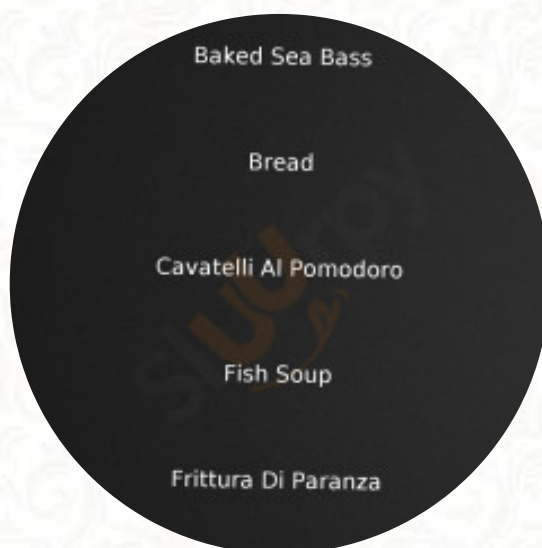 Baked Sea Bass
Bread
Cavatelli Al Pomodoro
Fish Soup
Frittura Di Paranza